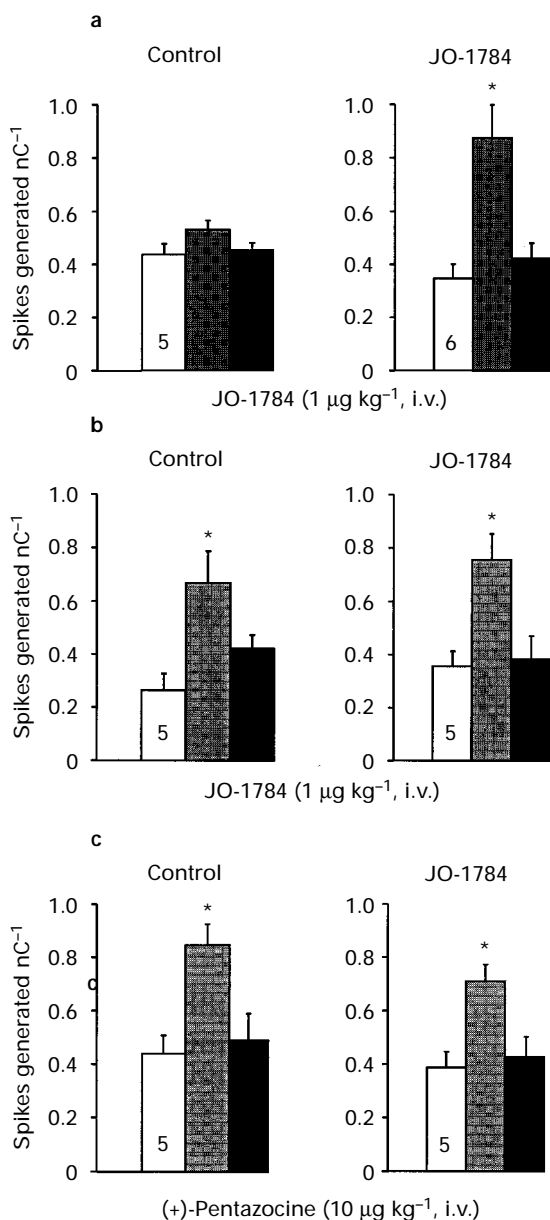 a
Control
JO-1784
Spikes generated nC⁻¹
1.0
0.8
0.6
0.4
0.2
0
5
*
1.0
0.8
0.6
0.4
0.2
0
6
JO-1784 (1 µg kg⁻¹, i.v.)
b
Control
JO-1784
Spikes generated nC⁻¹
1.0
0.8
0.6
0.4
0.2
0
*
5
1.0
0.8
0.6
0.4
0.2
0
*
5
JO-1784 (1 µg kg⁻¹, i.v.)
c
Control
JO-1784
Spikes generated nC⁻¹
1.0
0.8
c
0.6
0.4
0.2
0
*
5
1.0
0.8
0.6
0.4
0.2
0
*
5
(+)-Pentazocine (10 µg kg⁻¹, i.v.)